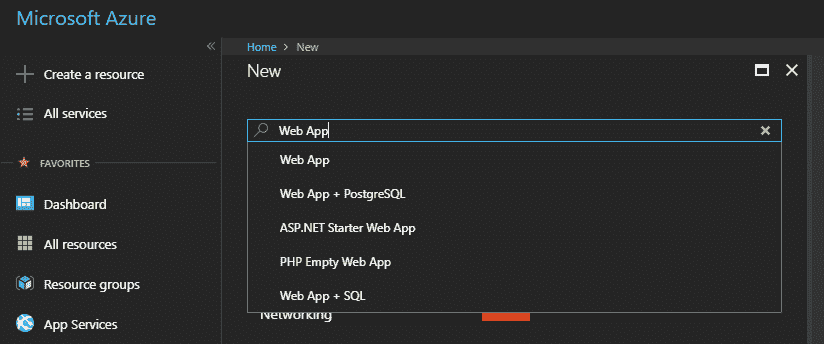 Microsoft Azure
Create a resource
All services
FAVORITES
Dashboard
All resources
Resource groups
App Services
Home > New
New
Web App
Web App
Web App + PostgreSQL
ASP.NET Starter Web App
PHP Empty Web App
Web App + SQL
Networking